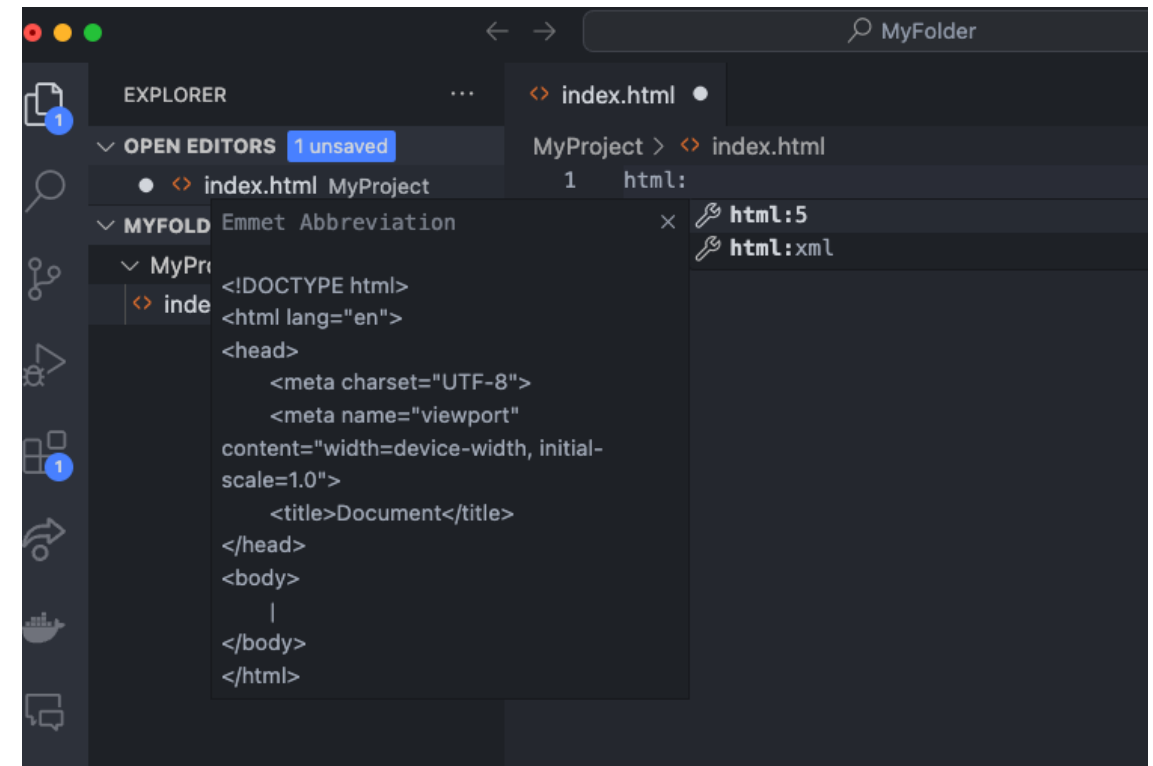 MyFolder
EXPLORER
index.html
OPEN EDITORS 1 unsaved
MyProject > index.html
index.html MyProject
1 html:
MYFOLD
Emmet Abbreviation
html:5
html:xml
MyPro
inde
<!DOCTYPE html>
<html lang="en">
<head>
<meta charset="UTF-8">
<meta name="viewport"
content="width=device-width, initial-
scale=1.0">
<title>Document</title>
</head>
<body>
|
</body>
</html>
1
1